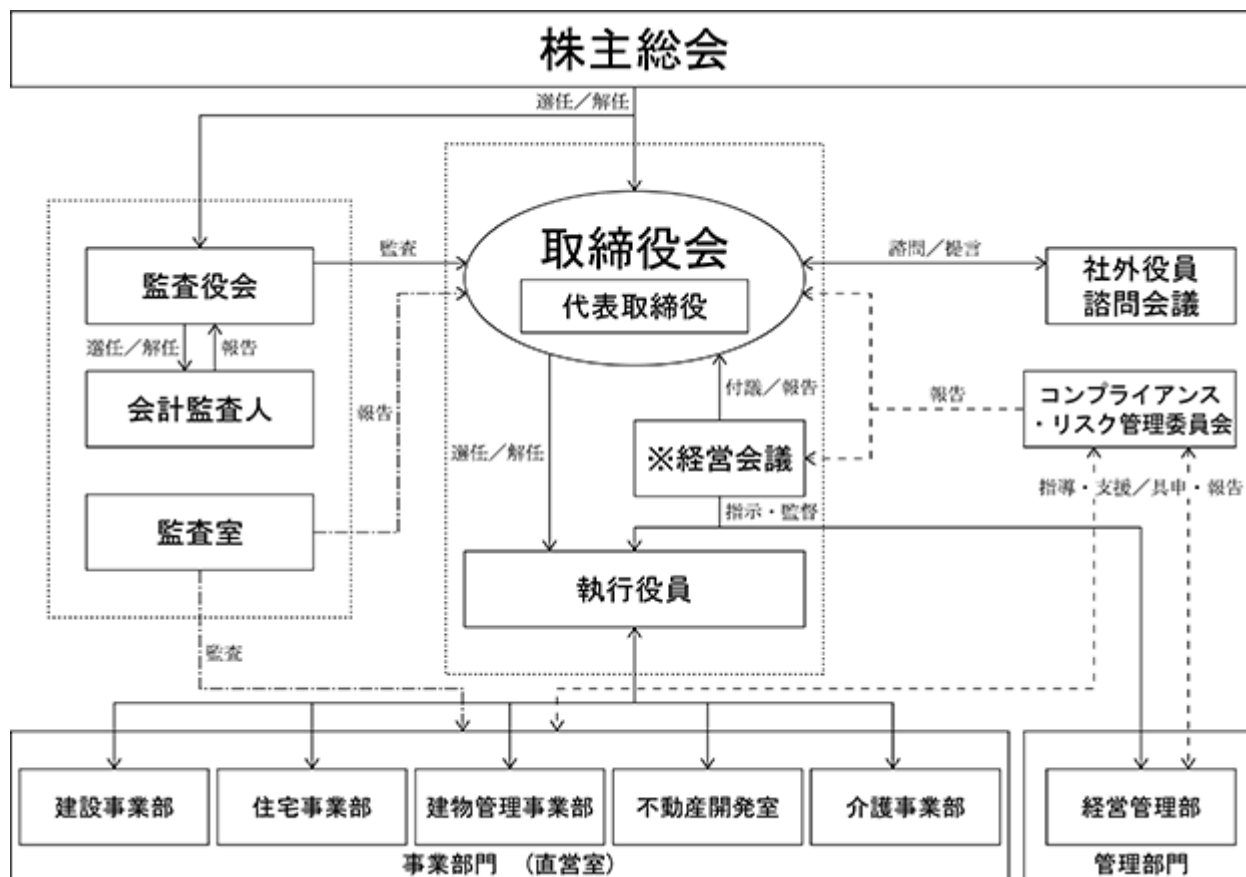 株主総会
選任／解任
監査役会
監査
取締役会
代表取締役
諮問／提言
社外役員
諮問会議
選任／解任
報告
会計監査人
報告
付議／報告
報告
コンプライアンス
・リスク管理委員会
選任／解任
※経営会議
監査室
指示・監督
指導・支援／具申・報告
執行役員
監査
建設事業部
住宅事業部
建物管理事業部
不動産開発室
介護事業部
経営管理部
事業部門　（直営室）
管理部門